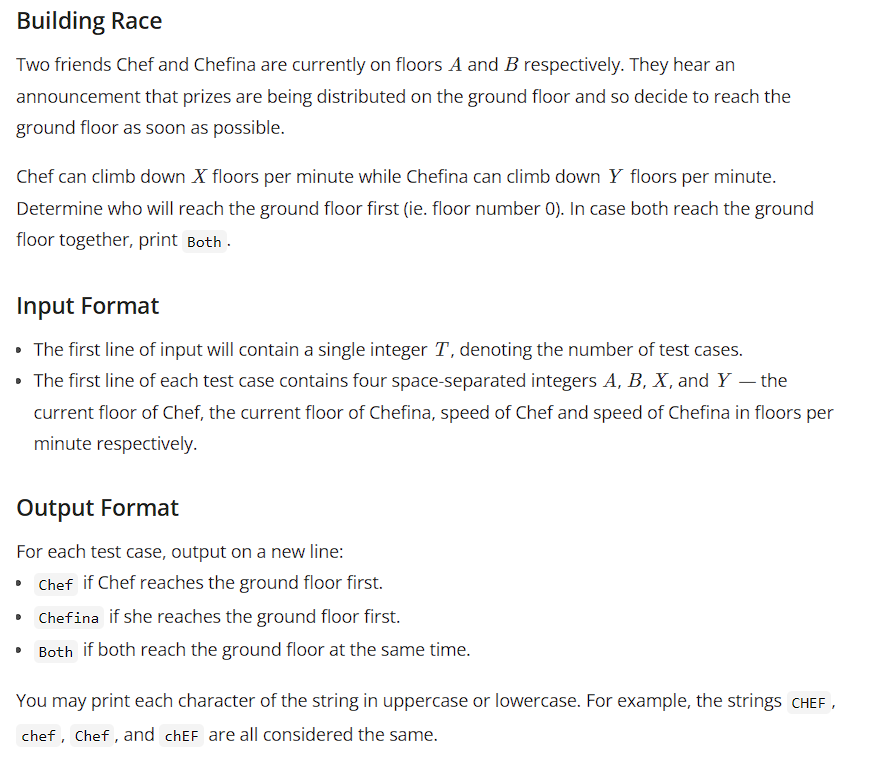 Building Race
Two friends Chef and Chefina are currently on floors A and B respectively. They hear an
announcement that prizes are being distributed on the ground floor and so decide to reach the
ground floor as soon as possible.
Chef can climb down X floors per minute while Chefina can climb down Y floors per minute.
Determine who will reach the ground floor first (ie. floor number 0). In case both reach the ground
floor together, print Both.
Input Format
• The first line of input will contain a single integer T, denoting the number of test cases.
• The first line of each test case contains four space-separated integers A, B, X, and Y — the
current floor of Chef, the current floor of Chefina, speed of Chef and speed of Chefina in floors per
minute respectively.
Output Format
For each test case, output on a new line:
• Chef if Chef reaches the ground floor first.
• Chefina if she reaches the ground floor first.
• Both if both reach the ground floor at the same time.
You may print each character of the string in uppercase or lowercase. For example, the strings CHEF,
chef, Chef, and chEF are all considered the same.